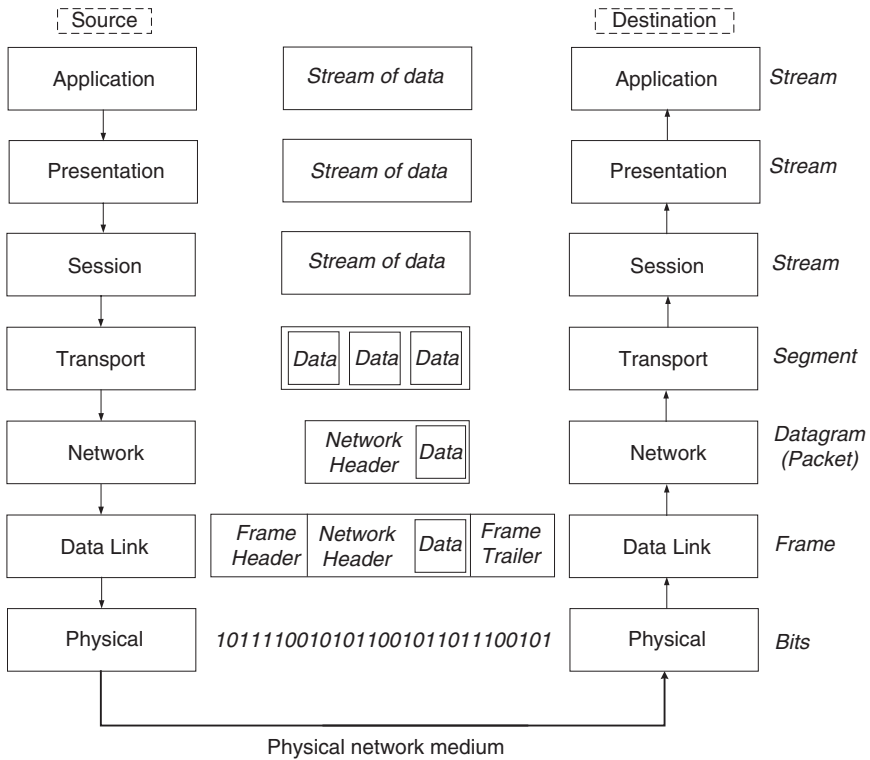 Source
Destination
Application
Stream of data
Application
Stream
Presentation
Stream of data
Presentation
Stream
Session
Stream of data
Session
Stream
Transport
Data Data Data
Transport
Segment
Network
Network
Header
Data
Network
Datagram
(Packet)
Data Link
Frame
Header
Network
Header
Data
Frame
Trailer
Data Link
Frame
Physical
1011110010101100101101110​0101
Physical
Bits
Physical network medium